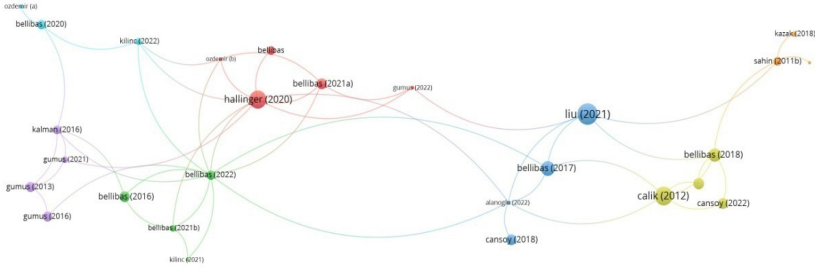 ozdemir (a)
bellibas (2020)
kilinc (2022)
ozdemir (b)
bellibas
bellibas (2021a)
hallinger (2020)
gumus (2022)
kazak (2018)
sahin (2011b)
liu (2021)
kalman (2016)
gumus (2021)
gumus (2013)
gumus (2016)
bellibas (2016)
bellibas (2022)
bellibas (2021b)
kilinc (2021)
bellibas (2017)
alanoglu (2022)
cansoy (2018)
bellibas (2018)
calik (2012)
cansoy (2022)